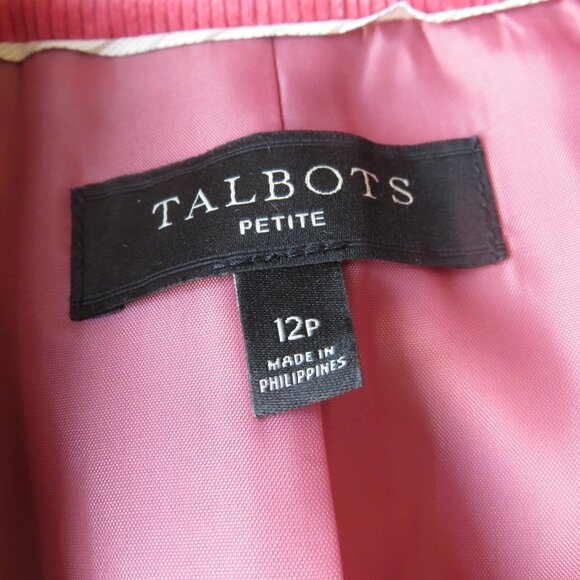 TALBOTS
PETITE
12P
MADE IN
PHILIPPINES